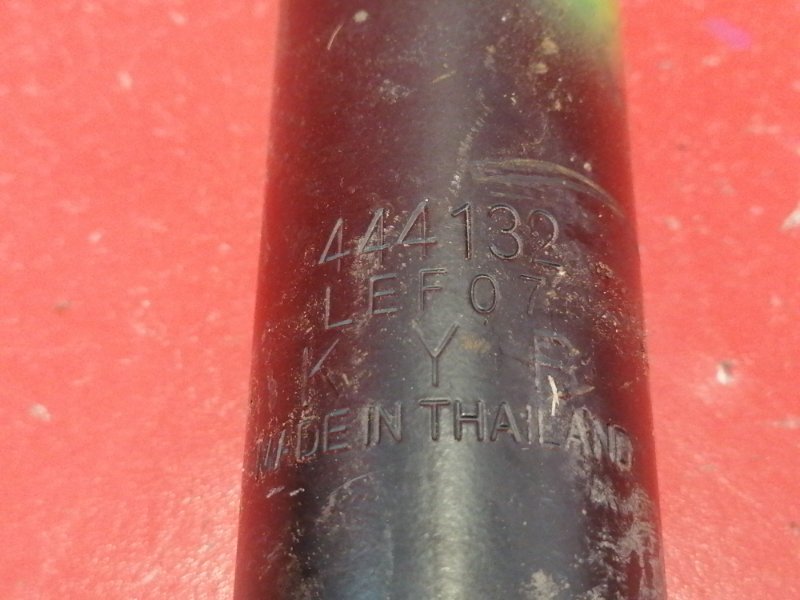 444132
LEF07
K Y B
MADE IN THAILAND